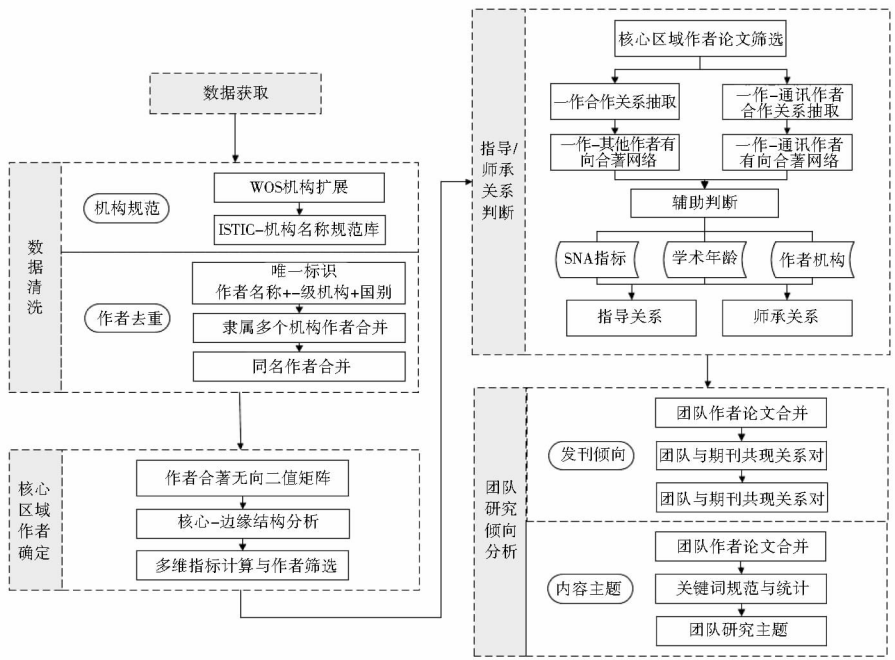 数据获取
数据
清洗
机构规范
WOS机构扩展
ISTIC-机构名称规范库
作者去重
唯一标识
作者名称+一级机构+国别
隶属多个机构作者合并
同名作者合并
核心
区域
作者
确定
作者合著无向二值矩阵
核心-边缘结构分析
多维指标计算与作者筛选
指导/
师承
关系
判断
核心区域作者论文筛选
一作合作关系抽取
一作-通讯作者
合作关系抽取
一作-其他作者有
向合著网络
一作-通讯作者
有向合著网络
辅助判断
SNA指标
学术年龄
作者机构
指导关系
师承关系
团队
研究
倾向
分析
发刊倾向
团队作者论文合并
团队与期刊共现关系对
团队与期刊共现关系对
内容主题
团队作者论文合并
关键词规范与统计
团队研究主题